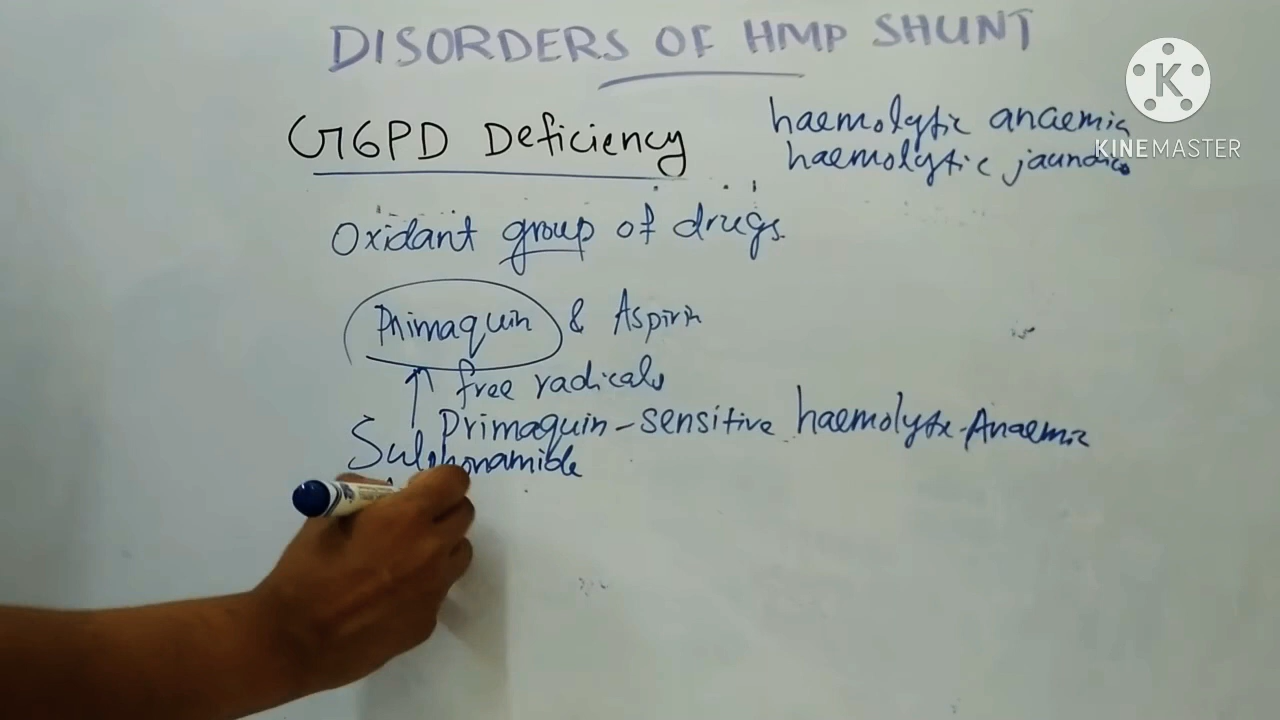 DISORDERS OF HMP SHUNT
G6PD Deficiency
haemolytic anaemia
haemolytic jaundice
Oxidant group of drugs.
Primaquin & Aspirin
free radicals
Primaquin-sensitive haemolytic-Anaemia
Sulphonamide
K
KINEMASTER